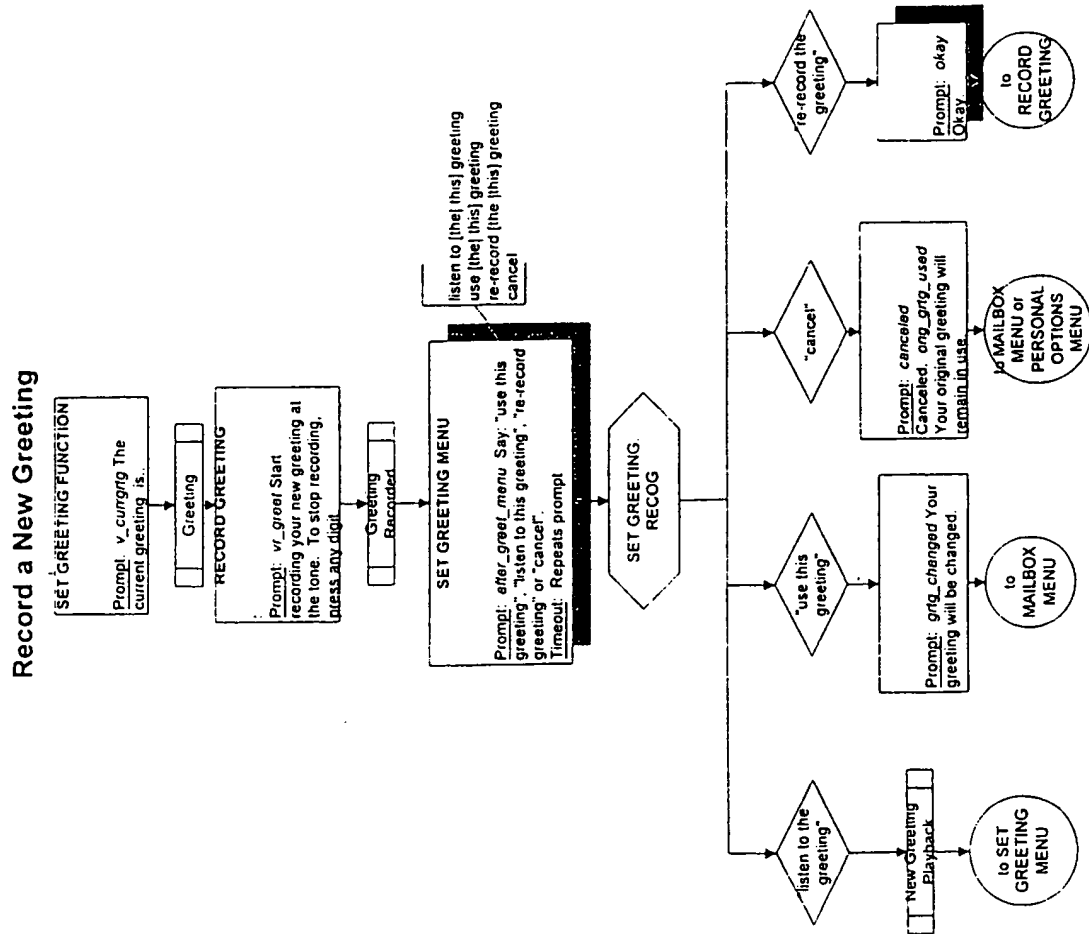 Record a New Greeting
SET GREETING FUNCTION
Prompt: v_currgrtg The
current greeting is..
Greeting
RECORD GREETING
Prompt: vr_greet Start
recording your new greeting at
the tone. To stop recording,
press any digit
Greeting
Recorded
SET GREETING MENU
Prompt: after_greet_menu Say: "use this
greeting", "listen to this greeting", "re-record
greeting" or "cancel".
Timeout: Repeats prompt
listen to [the| this] greeting
use [the| this] greeting
re-record [the |this] greeting
cancel
SET GREETING.
RECOG
"listen to the
greeting"
New Greeting
Playback
to SET
GREETING
MENU
"use this
greeting"
Prompt: grtg_changed Your
greeting will be changed.
to
MAILBOX
MENU
"cancel"
Prompt: canceled
Canceled. orig_grtg_used
Your original greeting will
remain in use.
to MAILBOX
MENU or
PERSONAL
OPTIONS
MENU
"re-record the
greeting"
Prompt: okay
Okay.
to
RECORD
GREETING